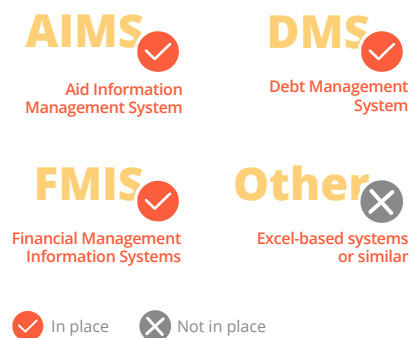 AIMS
Aid Information
Management System
DMS
Debt Management
System
FMIS
Financial Management
Information Systems
Other
Excel-based systems
or similar
In place
Not in place